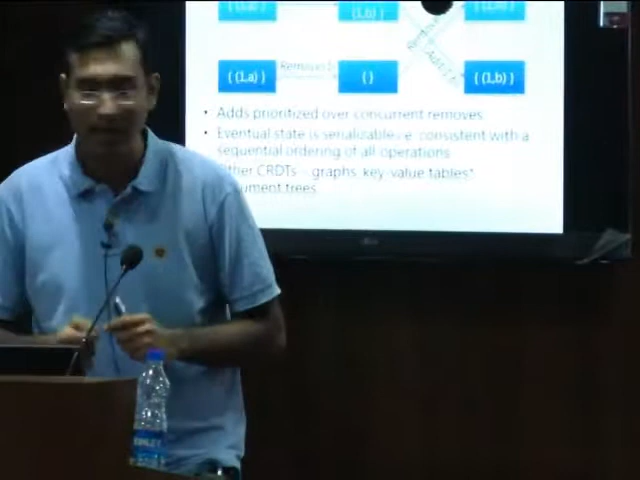 {(1,b)}
{(1,a)} Remove(1) { } {(1,b)}
• Adds prioritized over concurrent removes
• Eventual state is serializable i.e. consistent with a
sequential ordering of all operations
Other CRDTs - graphs, key-value tables,
document trees
LG